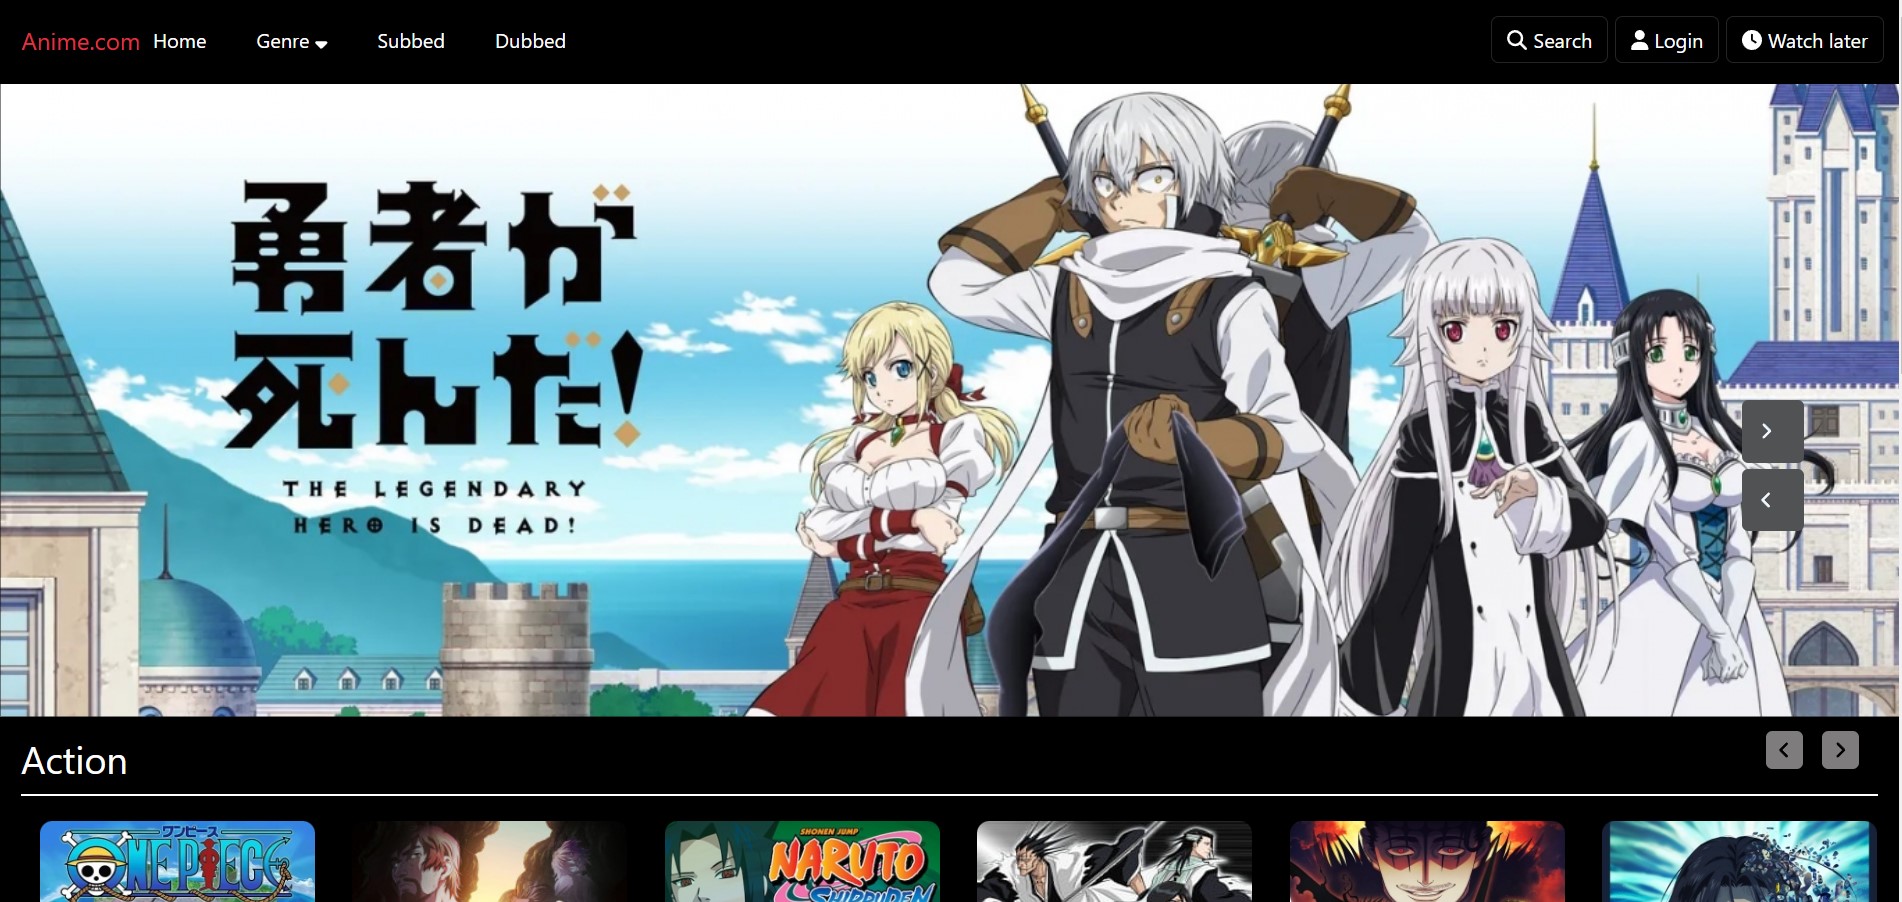 Anime.com Home Genre Subbed Dubbed Search Login Watch later
勇者が
死んだ!
THE LEGENDARY
HERO IS DEAD!
Action
ワンピース
ONE PIECE
SHONEN JUMP
NARUTO
SHIPPUDEN